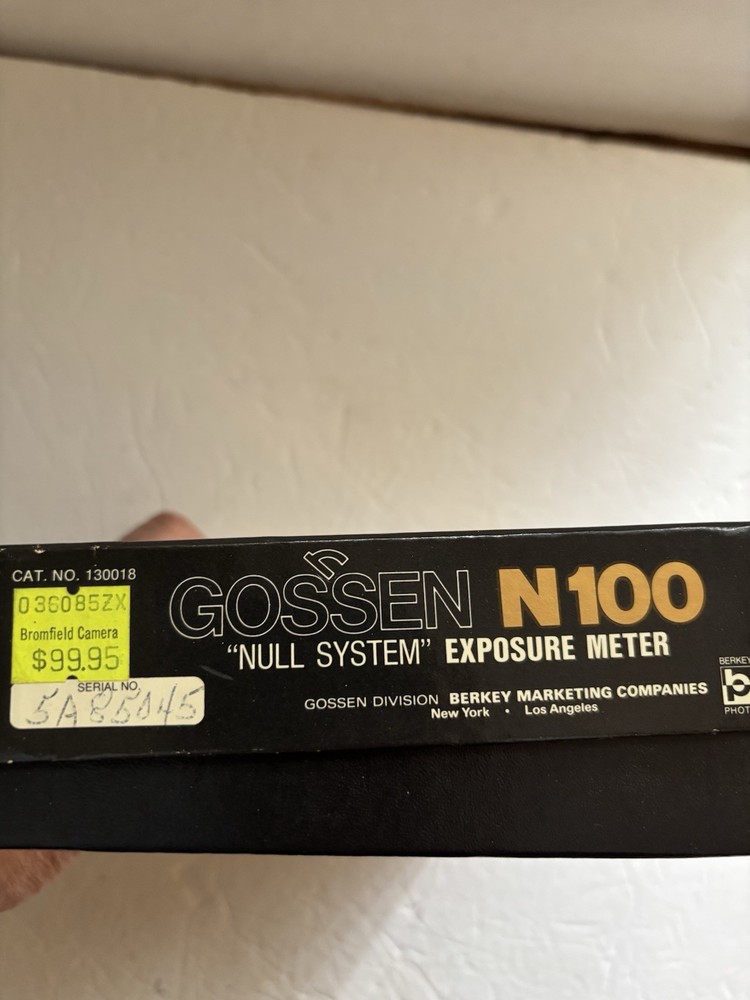 CAT. NO. 130018
036085ZX
Bromfield Camera
$99.95
SERIAL NO.
5A85045
GOSSEN N100
“NULL SYSTEM” EXPOSURE METER
GOSSEN DIVISION BERKEY MARKETING COMPANIES
New York • Los Angeles
BERKEY
b
PHOT